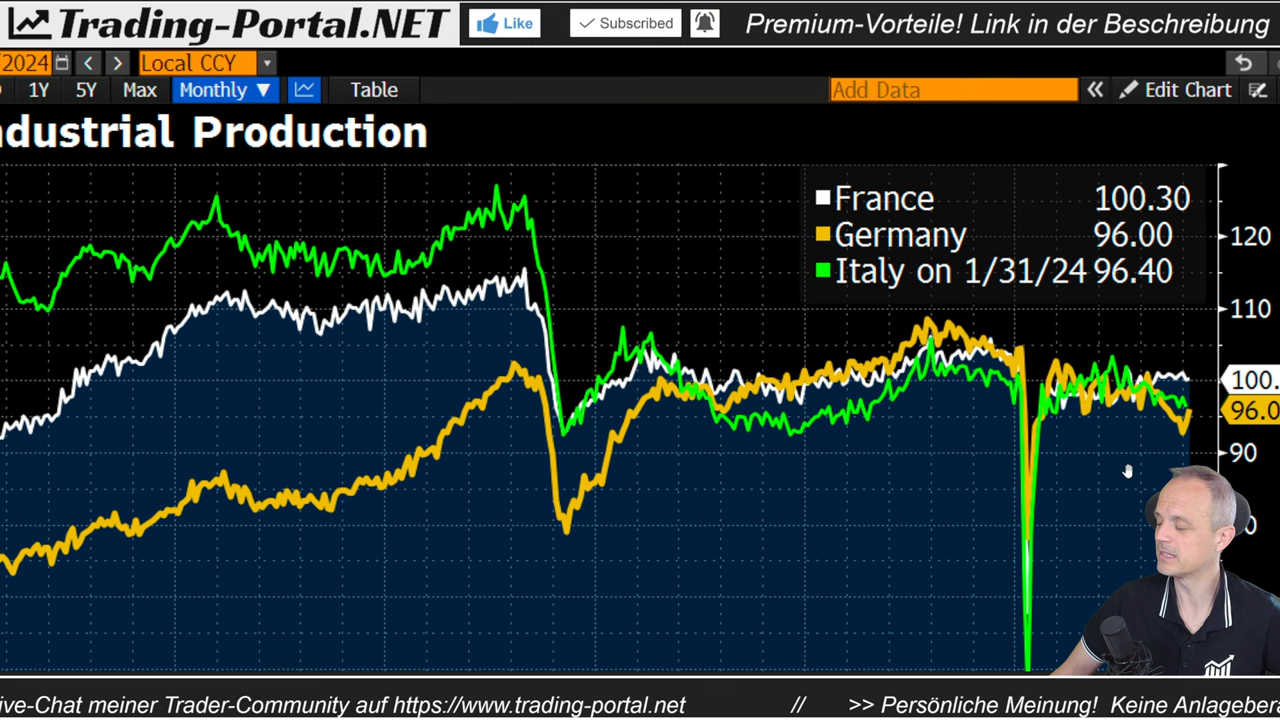 Trading-Portal.NET
Like
Subscribed
Premium-Vorteile! Link in der Beschreibung
/2024
Local CCY
1Y 5Y Max Monthly ▼ Table
Add Data
« Edit Chart
ndustrial Production
France 100.30
Germany 96.00
Italy on 1/31/24 96.40
120
110
100.
96.0
90
0
ive-Chat meiner Trader-Community auf https://www.trading-portal.net // >> Persönliche Meinung! Keine Anlagebera